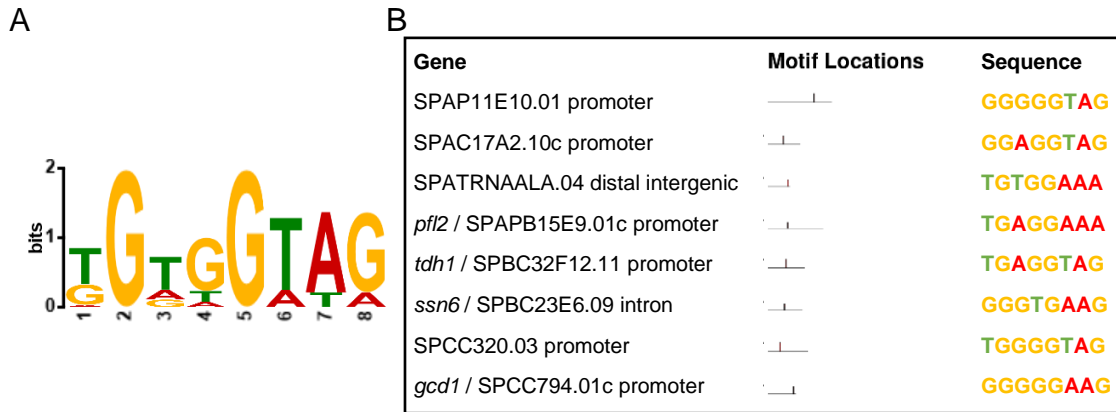 A
B
bits
2
1
0
T G T G G T A G
G A T A T A
A G A
1 2 3 4 5 6 7 8
Gene Motif Locations Sequence
SPAP11E10.01 promoter GGGGGTAG
SPAC17A2.10c promoter GGAGGTAG
SPATRNAALA.04 distal intergenic TGTGGAAA
pfl2 / SPAPB15E9.01c promoter TGAGGAAA
tdh1 / SPBC32F12.11 promoter TGAGGTAG
ssn6 / SPBC23E6.09 intron GGGTGAAG
SPCC320.03 promoter TGGGGTAG
gcd1 / SPCC794.01c promoter GGGGGAAG